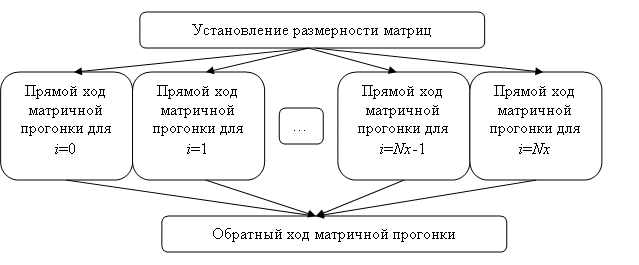 Установление размерности матриц
Прямой ход
матричной
прогонки для
i=0
Прямой ход
матричной
прогонки для
i=1
...
Прямой ход
матричной
прогонки для
i=Nx-1
Прямой ход
матричной
прогонки для
i=Nx
Обратный ход матричной прогонки